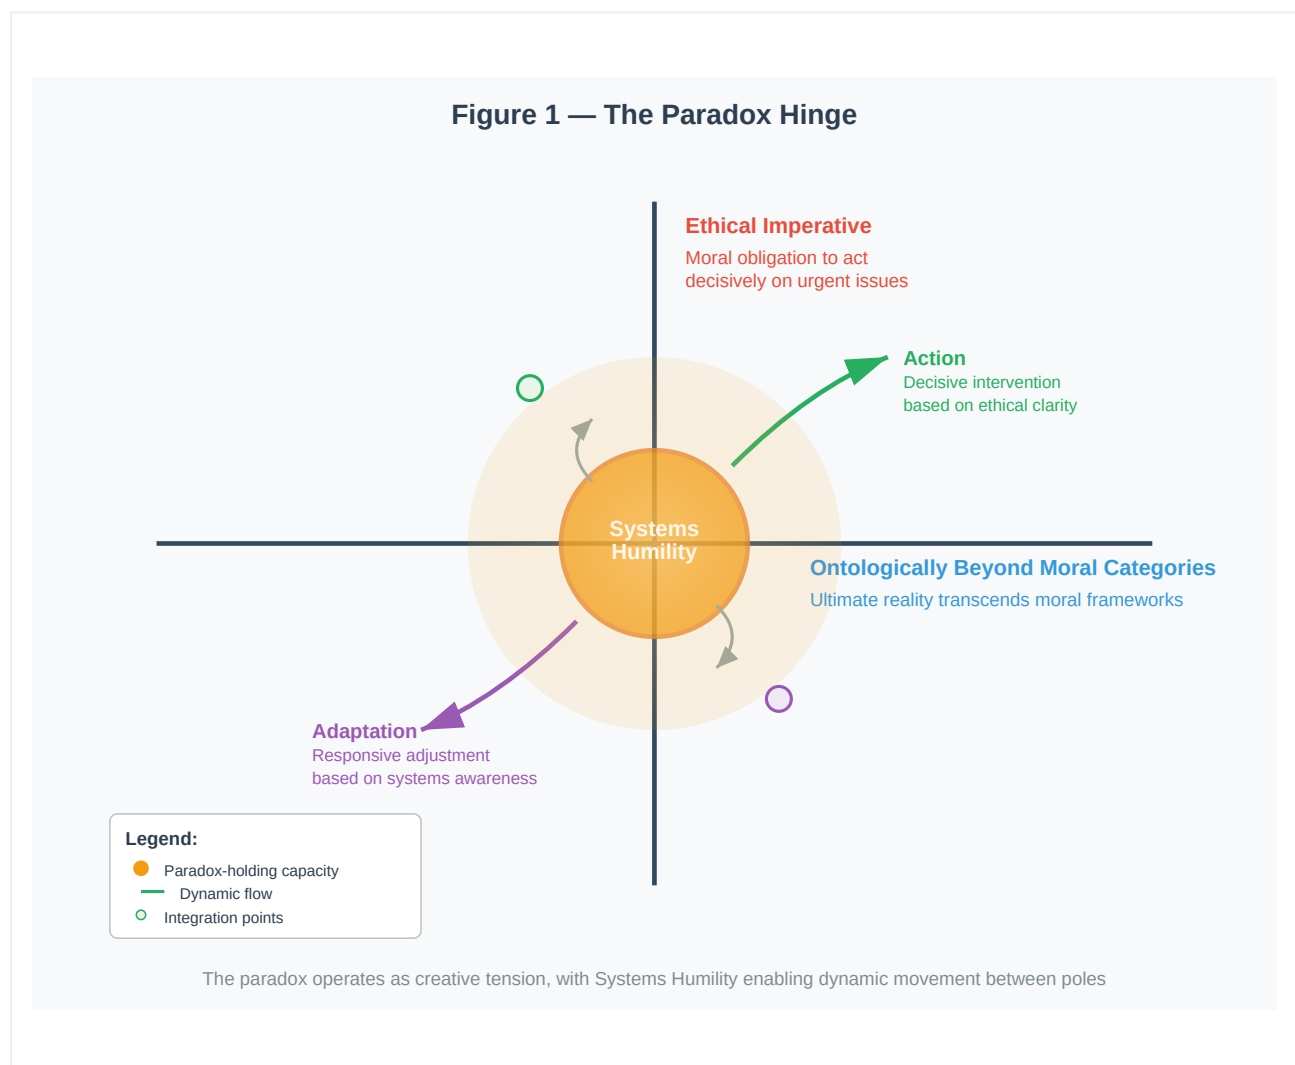 Figure 1 — The Paradox Hinge
Ethical Imperative
Moral obligation to act
decisively on urgent issues
Action
Decisive intervention
based on ethical clarity
Systems
Humility
Ontologically Beyond Moral Categories
Ultimate reality transcends moral frameworks
Adaptation
Responsive adjustment
based on systems awareness
Legend:
Paradox-holding capacity
Dynamic flow
Integration points
The paradox operates as creative tension, with Systems Humility enabling dynamic movement between poles